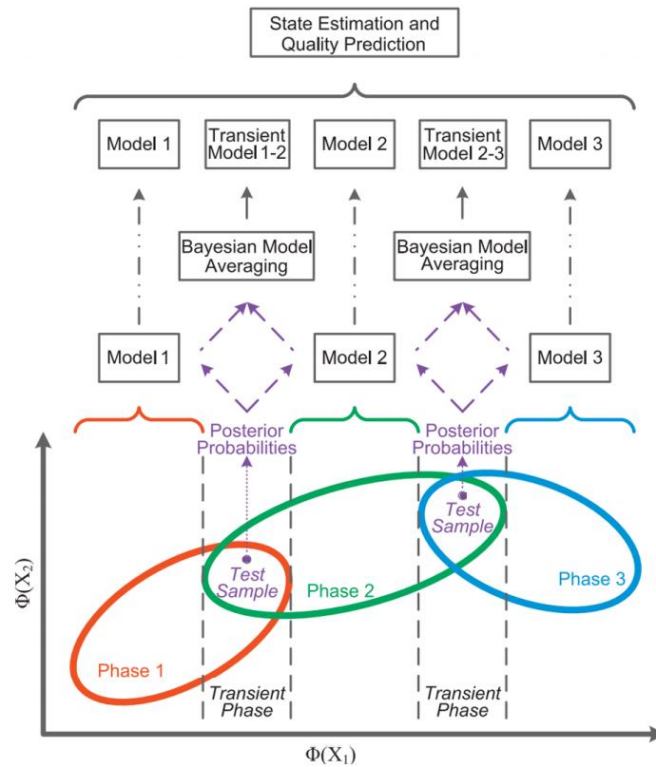 State Estimation and
Quality Prediction
Model 1
Transient
Model 1-2
Model 2
Transient
Model 2-3
Model 3
Bayesian Model
Averaging
Bayesian Model
Averaging
Model 1
Model 2
Model 3
Posterior
Probabilities
Posterior
Probabilities
Test
Sample
Test
Sample
Phase 1
Phase 2
Phase 3
Transient
Phase
Transient
Phase
Φ(X₂)
Φ(X₁)